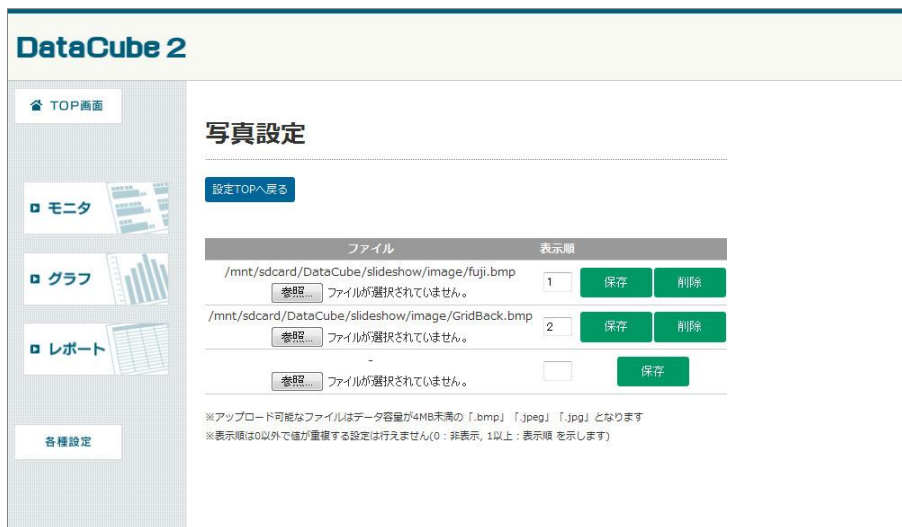 DataCube 2
TOP画面
写真設定
設定TOPへ戻る
モニタ
グラフ
レポート
各種設定
ファイル 表示順
/mnt/sdcard/DataCube/slideshow/image/fuji.bmp
参照... ファイルが選択されていません。 1 保存 削除
/mnt/sdcard/DataCube/slideshow/image/GridBack.bmp
参照... ファイルが選択されていません。 2 保存 削除
-
参照... ファイルが選択されていません。 保存
※アップロード可能なファイルはデータ容量が4MB未満の「.bmp」「.jpeg」「.jpg」となります
※表示順は0以外で値が重複する設定は行えません(0：非表示, 1以上：表示順 を示します)